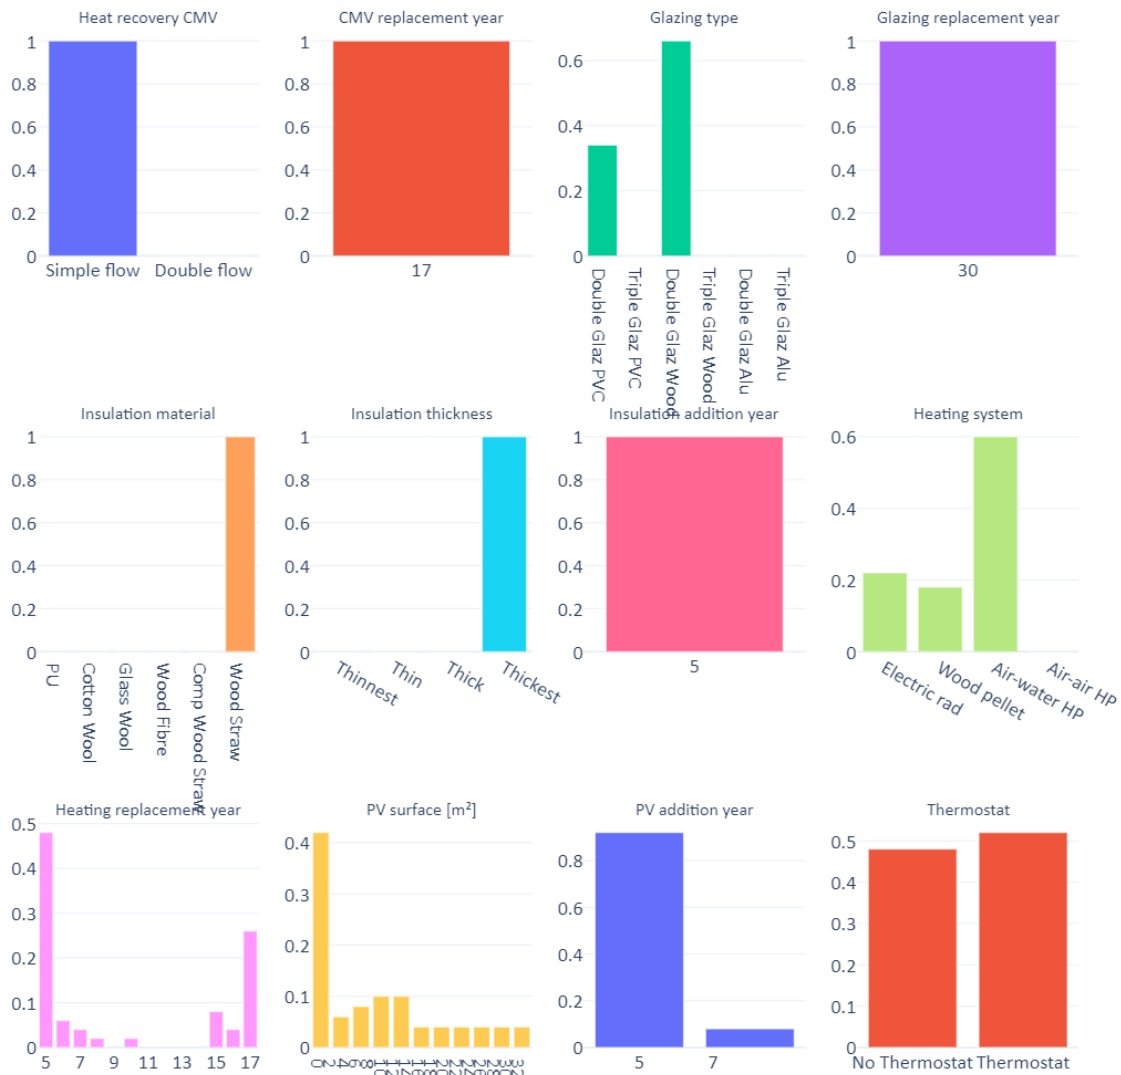 Heat recovery CMV
1
0.8
0.6
0.4
0.2
0
Simple flow Double flow
CMV replacement year
1
0.8
0.6
0.4
0.2
0
17
Glazing type
0.6
0.4
0.2
0
Double Glaz PVC
Triple Glaz PVC
Double Glaz Wood
Triple Glaz Wood
Double Glaz Alu
Triple Glaz Alu
Glazing replacement year
1
0.8
0.6
0.4
0.2
0
30
Insulation material
1
0.8
0.6
0.4
0.2
0
PU
Cotton Wool
Glass Wool
Wood Fibre
Comp Wood Straw
Wood Straw
Insulation thickness
1
0.8
0.6
0.4
0.2
0
Thinnest
Thin
Thick
Thickest
Insulation addition year
1
0.8
0.6
0.4
0.2
0
5
Heating system
0.6
0.4
0.2
0
Electric rad
Wood pellet
Air-water HP
Air-air HP
Heating replacement year
0.5
0.4
0.3
0.2
0.1
0
5 7 9 11 13 15 17
PV surface [m²]
0.4
0.3
0.2
0.1
0
0
2
4
6
8
PV addition year
0.8
0.6
0.4
0.2
0
5 7
Thermostat
0.5
0.4
0.3
0.2
0.1
0
No Thermostat Thermostat